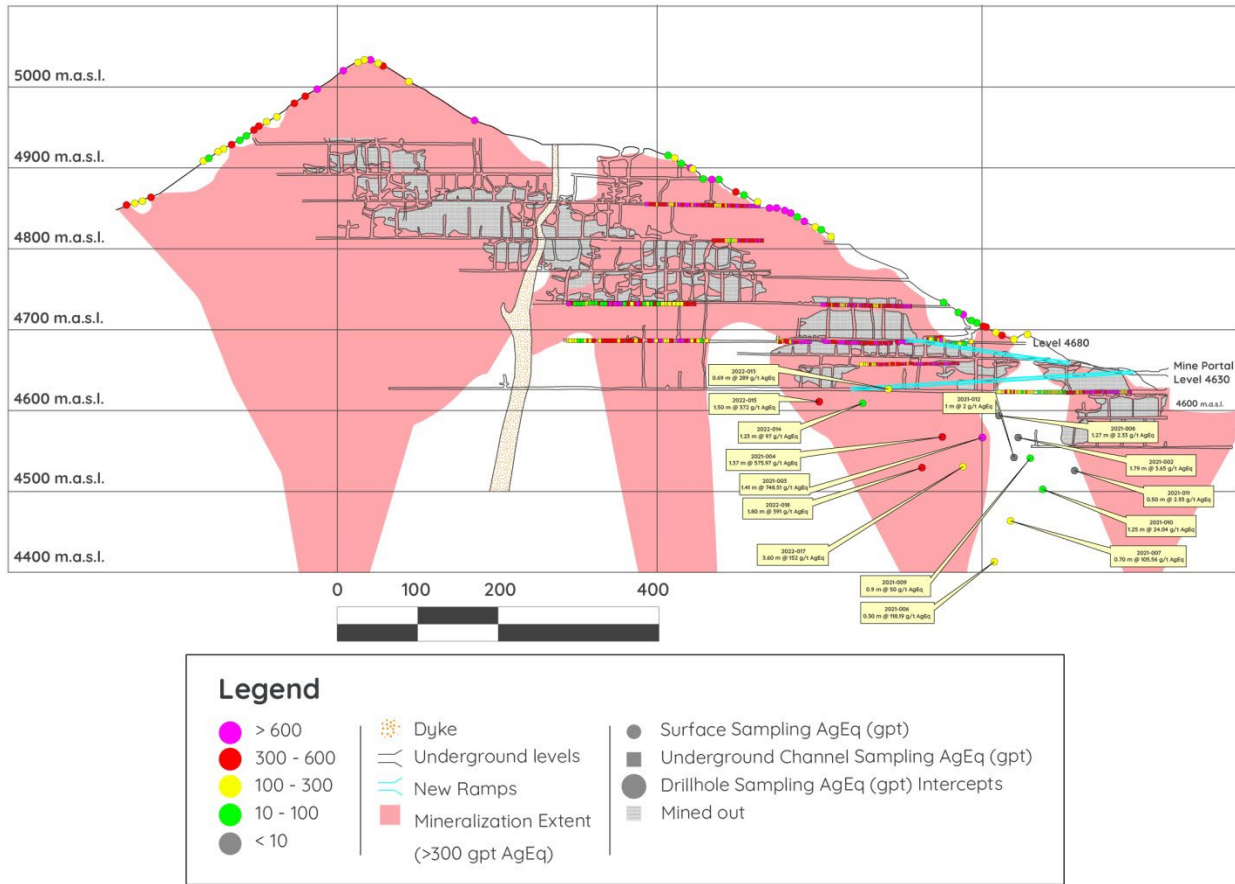 5000 m.a.s.l.
4900 m.a.s.l.
4800 m.a.s.l.
4700 m.a.s.l.
Level 4680
Mine Portal
Level 4630
2022-013
0.69 m @ 289 g/t AgEq
4600 m.a.s.l.
4600 m.a.s.l.
2022-015
1.50 m @ 372 g/t AgEq
2021-012
1 m @ 2 g/t AgEq
2022-014
1.25 m @ 97 g/t AgEq
2021-008
1.27 m @ 2.33 g/t AgEq
2021-004
1.37 m @ 575.97 g/t AgEq
2021-002
1.79 m @ 3.65 g/t AgEq
2021-005
1.41 m @ 748.51 g/t AgEq
2021-011
0.50 m @ 2.93 g/t AgEq
4500 m.a.s.l.
2022-018
1.80 m @ 391 g/t AgEq
2021-010
1.25 m @ 24.04 g/t AgEq
2022-017
3.60 m @ 152 g/t AgEq
2021-007
0.70 m @ 105.56 g/t AgEq
4400 m.a.s.l.
2021-009
0.9 m @ 50 g/t AgEq
2021-006
0.30 m @ 118.19 g/t AgEq
0 100 200 400
Legend
> 600
300 - 600
100 - 300
10 - 100
< 10
Dyke
Underground levels
New Ramps
Mineralization Extent
(>300 gpt AgEq)
Surface Sampling AgEq (gpt)
Underground Channel Sampling AgEq (gpt)
Drillhole Sampling AgEq (gpt) Intercepts
Mined out